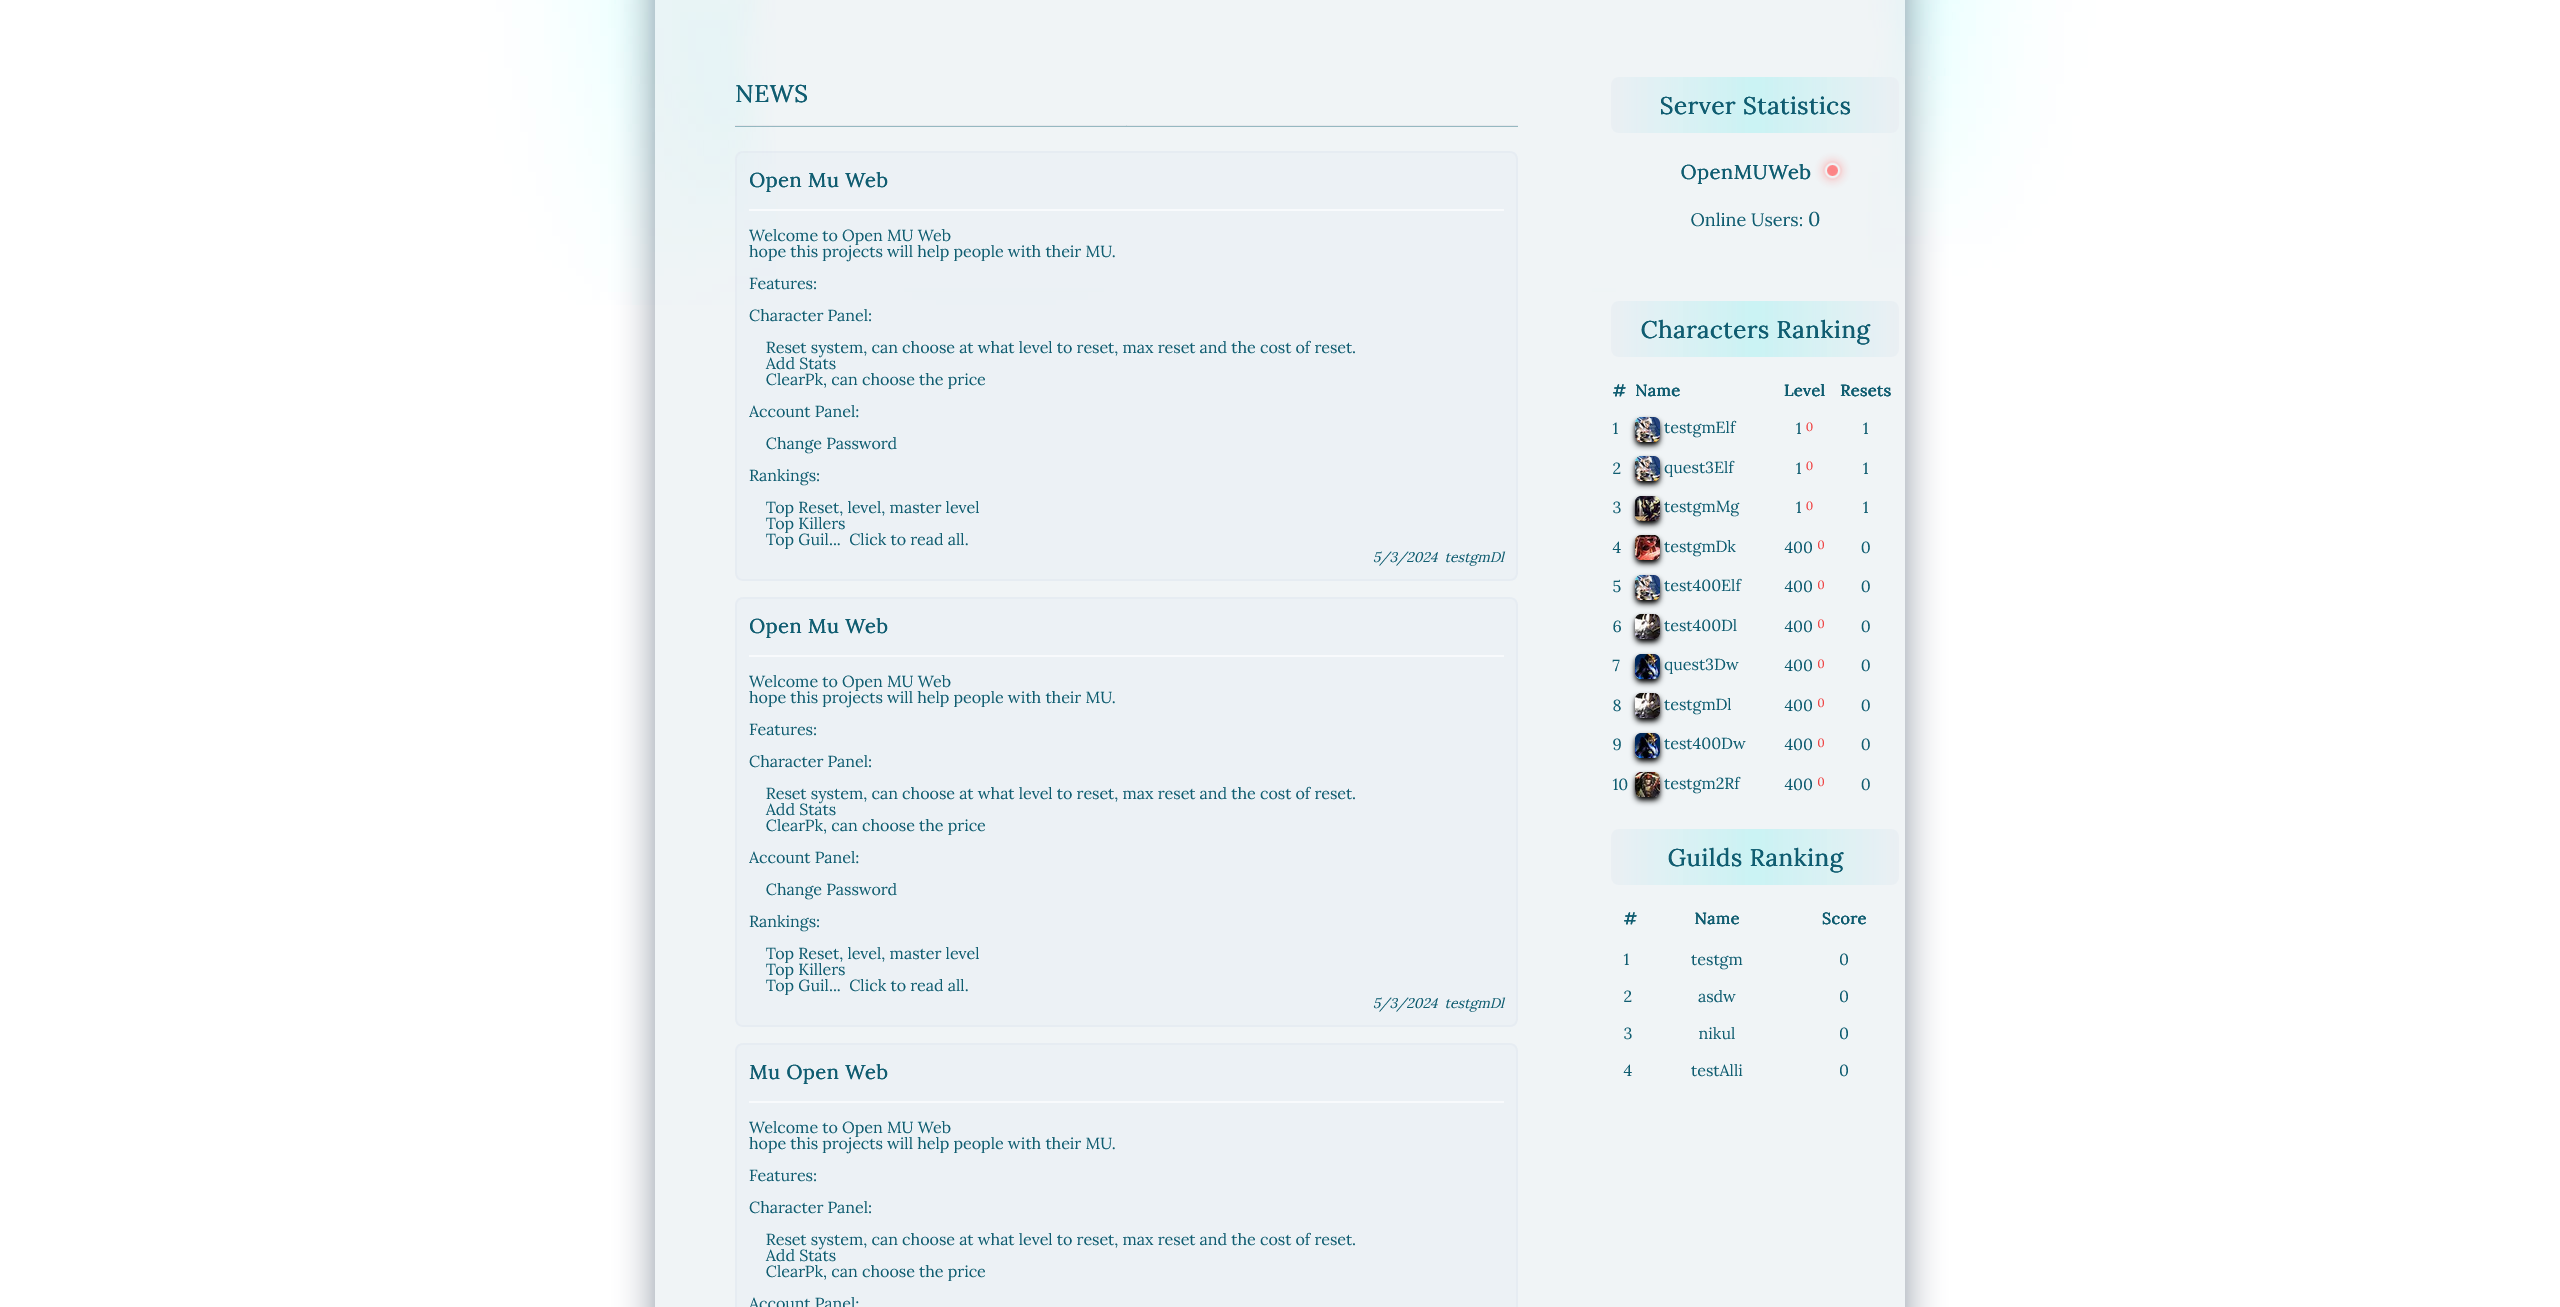 NEWS
Open Mu Web
Welcome to Open MU Web
hope this projects will help people with their MU.
Features:
Character Panel:
Reset system, can choose at what level to reset, max reset and the cost of reset.
Add Stats
ClearPk, can choose the price
Account Panel:
Change Password
Rankings:
Top Reset, level, master level
Top Killers
Top Guil...  Click to read all.
5/3/2024  testgmDl
Open Mu Web
Welcome to Open MU Web
hope this projects will help people with their MU.
Features:
Character Panel:
Reset system, can choose at what level to reset, max reset and the cost of reset.
Add Stats
ClearPk, can choose the price
Account Panel:
Change Password
Rankings:
Top Reset, level, master level
Top Killers
Top Guil...  Click to read all.
5/3/2024  testgmDl
Mu Open Web
Welcome to Open MU Web
hope this projects will help people with their MU.
Features:
Character Panel:
Reset system, can choose at what level to reset, max reset and the cost of reset.
Add Stats
ClearPk, can choose the price
Account Panel:
Server Statistics
OpenMUWeb
Online Users: 0
Characters Ranking
# Name Level Resets
1 testgmElf 1 0 1
2 quest3Elf 1 0 1
3 testgmMg 1 0 1
4 testgmDk 400 0 0
5 test400Elf 400 0 0
6 test400Dl 400 0 0
7 quest3Dw 400 0 0
8 testgmDl 400 0 0
9 test400Dw 400 0 0
10 testgm2Rf 400 0 0
Guilds Ranking
# Name Score
1 testgm 0
2 asdw 0
3 nikul 0
4 testAlli 0